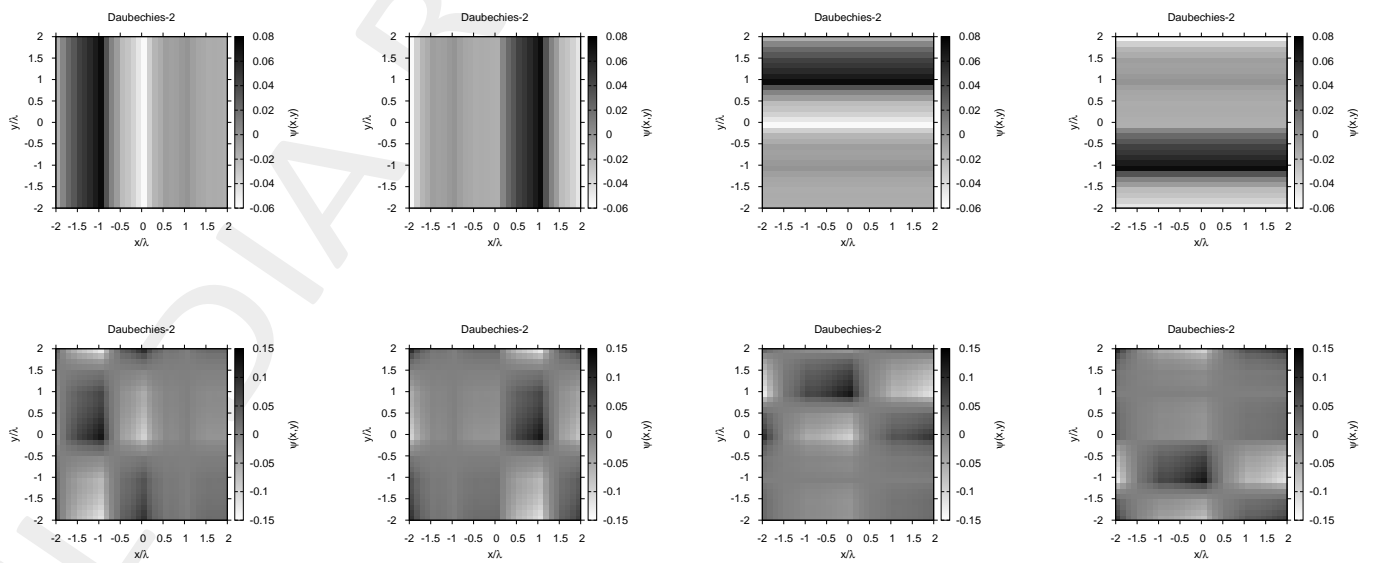 Daubechies-2 Daubechies-2 Daubechies-2 Daubechies-2
2 0.08 2 0.08 2 0.08 2 0.08
1.5 0.06 1.5 0.06 1.5 0.06 1.5 0.06
1 0.04 1 0.04 1 0.04 1 0.04
0.5 0.02 0.5 0.02 0.5 0.02 0.5 0.02
y/λ 0 0 ψ(x,y) y/λ 0 0 ψ(x,y) y/λ 0 0 ψ(x,y) y/λ 0 0 ψ(x,y)
-0.5 -0.5 -0.5 -0.5
-1 -0.02 -1 -0.02 -1 -0.02 -1 -0.02
-1.5 -0.04 -1.5 -0.04 -1.5 -0.04 -1.5 -0.04
-2 -0.06 -2 -0.06 -2 -0.06 -2 -0.06
-2 -1.5 -1 -0.5 0 0.5 1 1.5 2 -2 -1.5 -1 -0.5 0 0.5 1 1.5 2 -2 -1.5 -1 -0.5 0 0.5 1 1.5 2 -2 -1.5 -1 -0.5 0 0.5 1 1.5 2
x/λ x/λ x/λ x/λ
Daubechies-2 Daubechies-2 Daubechies-2 Daubechies-2
2 0.15 2 0.15 2 0.15 2 0.15
1.5 0.1 1.5 0.1 1.5 0.1 1.5 0.1
1 1 1 1
0.5 0.05 0.5 0.05 0.5 0.05 0.5 0.05
y/λ 0 0 ψ(x,y) y/λ 0 0 ψ(x,y) y/λ 0 0 ψ(x,y) y/λ 0 0 ψ(x,y)
-0.5 -0.05 -0.5 -0.05 -0.5 -0.05 -0.5 -0.05
-1 -1 -1 -1
-1.5 -0.1 -1.5 -0.1 -1.5 -0.1 -1.5 -0.1
-2 -0.15 -2 -0.15 -2 -0.15 -2 -0.15
-2 -1.5 -1 -0.5 0 0.5 1 1.5 2 -2 -1.5 -1 -0.5 0 0.5 1 1.5 2 -2 -1.5 -1 -0.5 0 0.5 1 1.5 2 -2 -1.5 -1 -0.5 0 0.5 1 1.5 2
x/λ x/λ x/λ x/λ